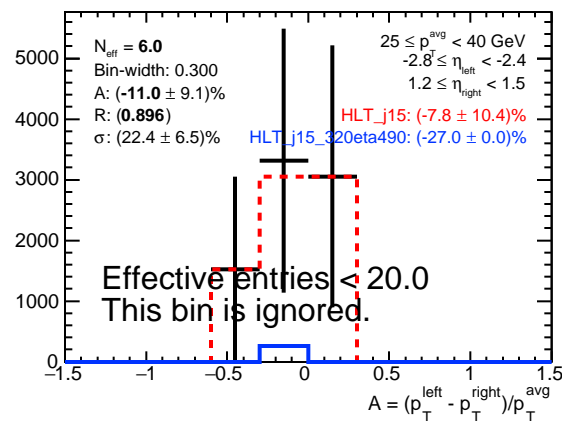 N_eff = 6.0
Bin-width: 0.300
A: (-11.0 ± 9.1)%
R: (0.896)
σ: (22.4 ± 6.5)%
25 ≤ p_T^avg < 40 GeV
-2.8 ≤ η_left < -2.4
1.2 ≤ η_right < 1.5
HLT_j15: (-7.8 ± 10.4)%
HLT_j15_320eta490: (-27.0 ± 0.0)%
5000
4000
3000
2000
1000
0
Effective entries < 20.0
This bin is ignored.
−1.5 −1 −0.5 0 0.5 1 1.5
A = (p_T^left - p_T^right)/p_T^avg